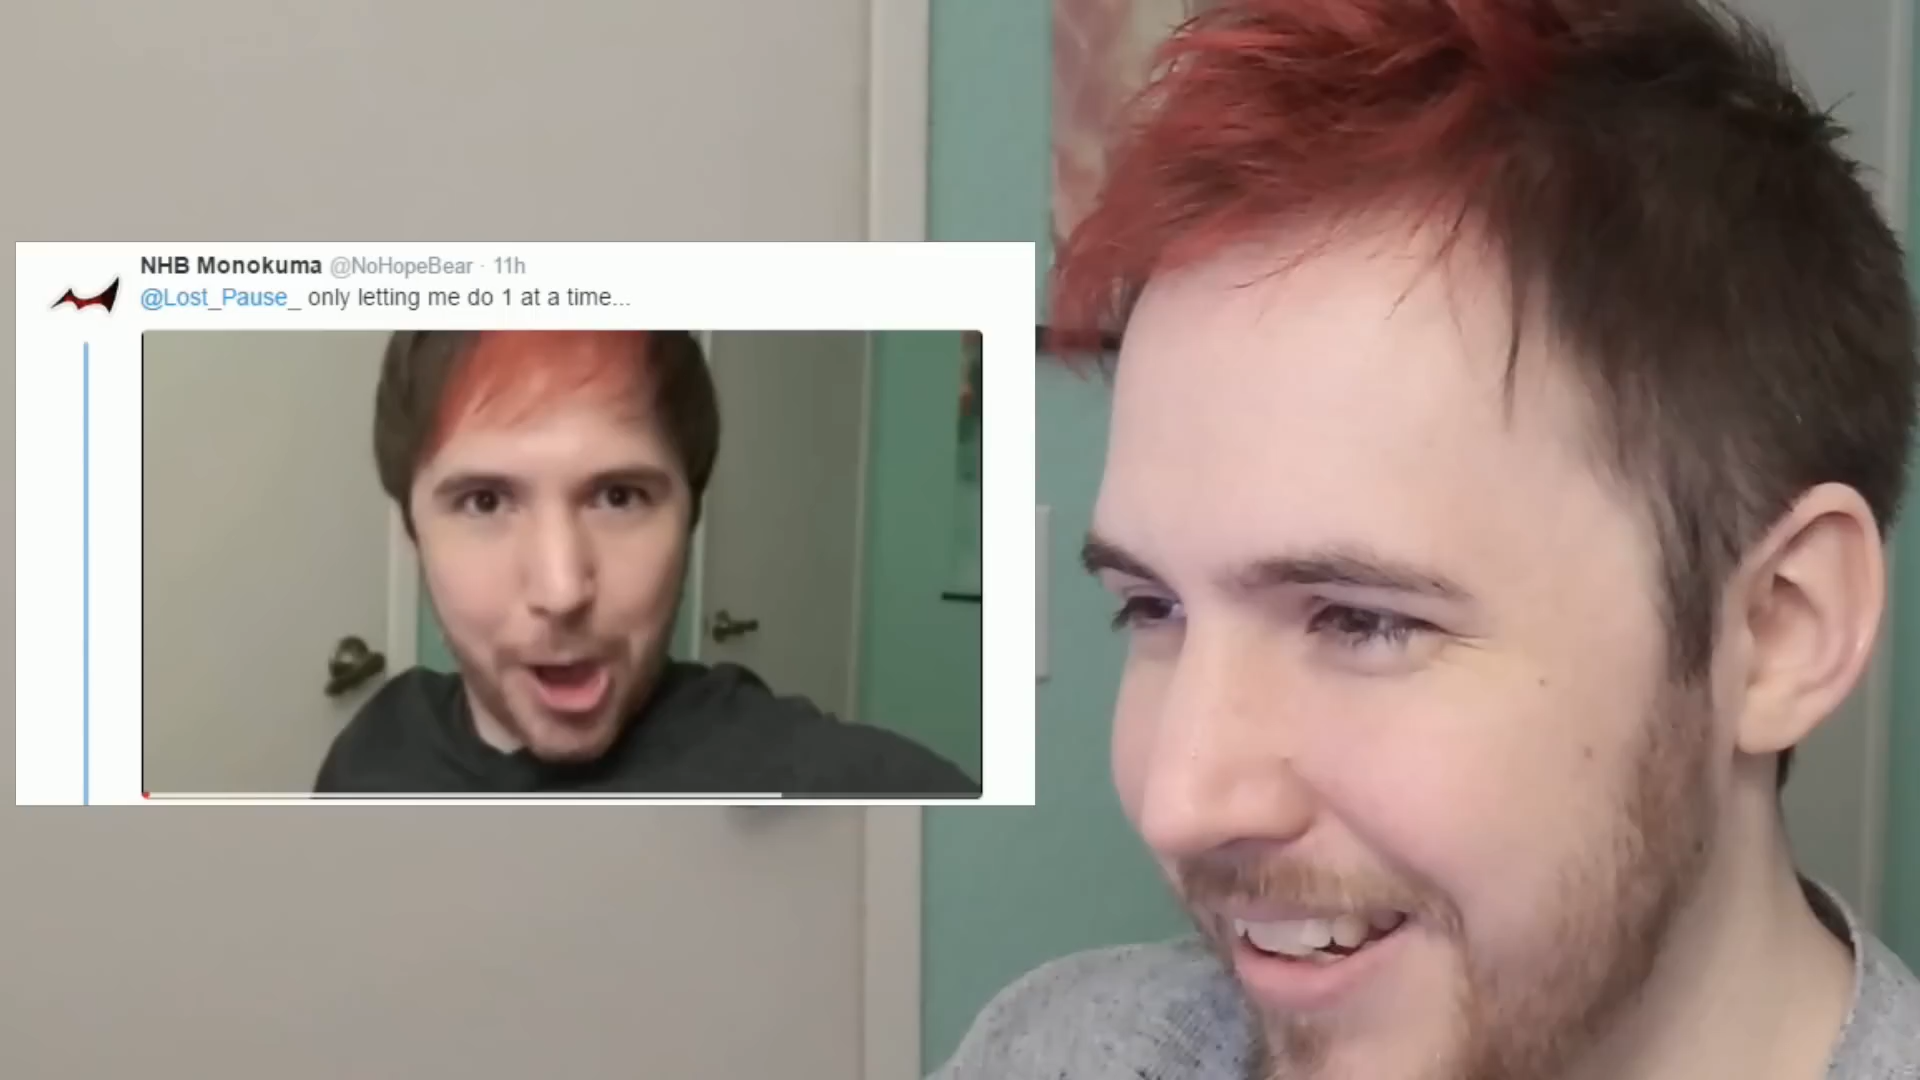 NHB Monokuma @NoHopeBear · 11h
@Lost_Pause_ only letting me do 1 at a time...